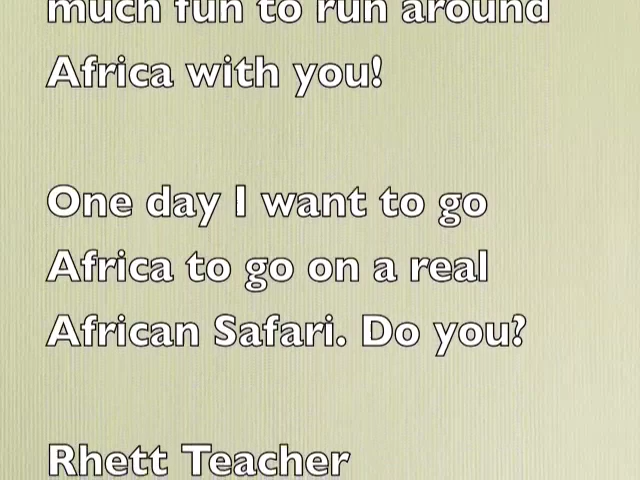 much fun to run around
Africa with you!
One day I want to go
Africa to go on a real
African Safari. Do you?
Rhett Teacher